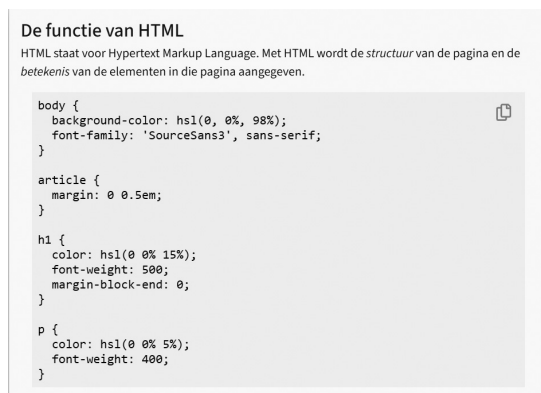 De functie van HTML
HTML staat voor Hypertext Markup Language. Met HTML wordt de structuur van de pagina en de
betekenis van de elementen in die pagina aangegeven.
body {
  background-color: hsl(0, 0%, 98%);
  font-family: 'SourceSans3', sans-serif;
}
article {
  margin: 0 0.5em;
}
h1 {
  color: hsl(0 0% 15%);
  font-weight: 500;
  margin-block-end: 0;
}
p {
  color: hsl(0 0% 5%);
  font-weight: 400;
}